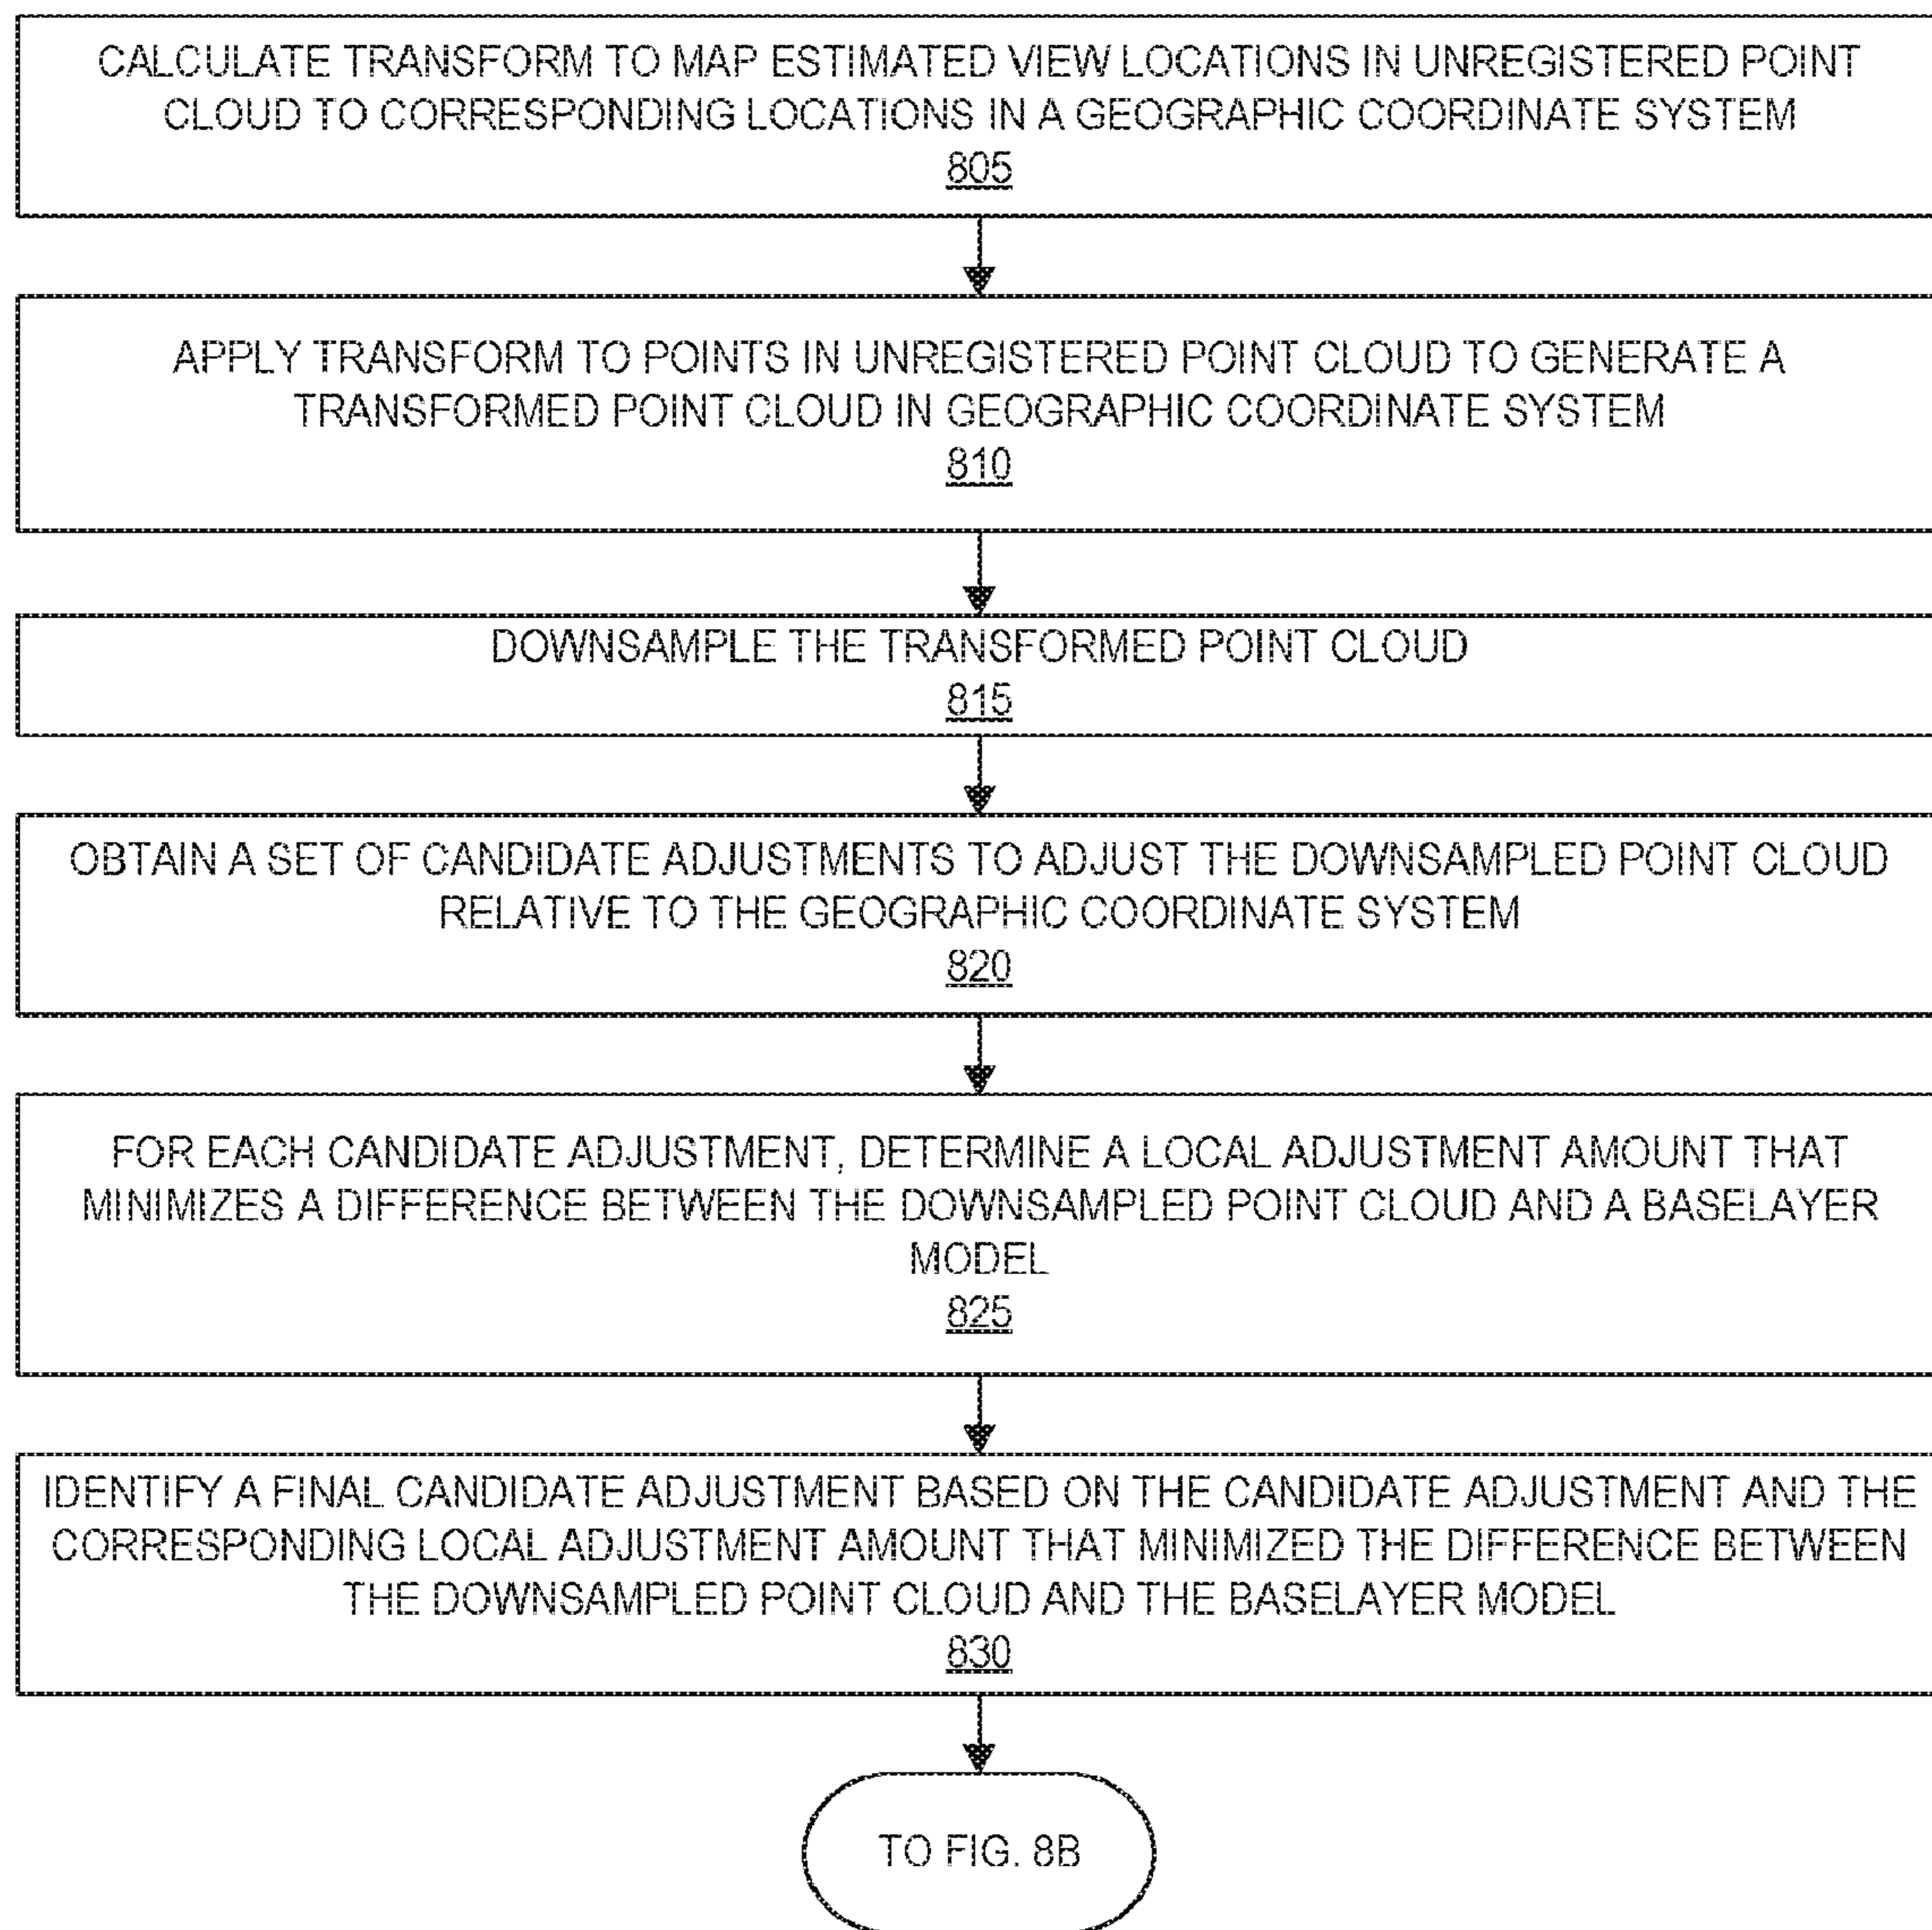 CALCULATE TRANSFORM TO MAP ESTIMATED VIEW LOCATIONS IN UNREGISTERED POINT
CLOUD TO CORRESPONDING LOCATIONS IN A GEOGRAPHIC COORDINATE SYSTEM
805
APPLY TRANSFORM TO POINTS IN UNREGISTERED POINT CLOUD TO GENERATE A
TRANSFORMED POINT CLOUD IN GEOGRAPHIC COORDINATE SYSTEM
810
DOWNSAMPLE THE TRANSFORMED POINT CLOUD
815
OBTAIN A SET OF CANDIDATE ADJUSTMENTS TO ADJUST THE DOWNSAMPLED POINT CLOUD
RELATIVE TO THE GEOGRAPHIC COORDINATE SYSTEM
820
FOR EACH CANDIDATE ADJUSTMENT, DETERMINE A LOCAL ADJUSTMENT AMOUNT THAT
MINIMIZES A DIFFERENCE BETWEEN THE DOWNSAMPLED POINT CLOUD AND A BASELAYER
MODEL
825
IDENTIFY A FINAL CANDIDATE ADJUSTMENT BASED ON THE CANDIDATE ADJUSTMENT AND THE
CORRESPONDING LOCAL ADJUSTMENT AMOUNT THAT MINIMIZED THE DIFFERENCE BETWEEN
THE DOWNSAMPLED POINT CLOUD AND THE BASELAYER MODEL
830
TO FIG. 8B